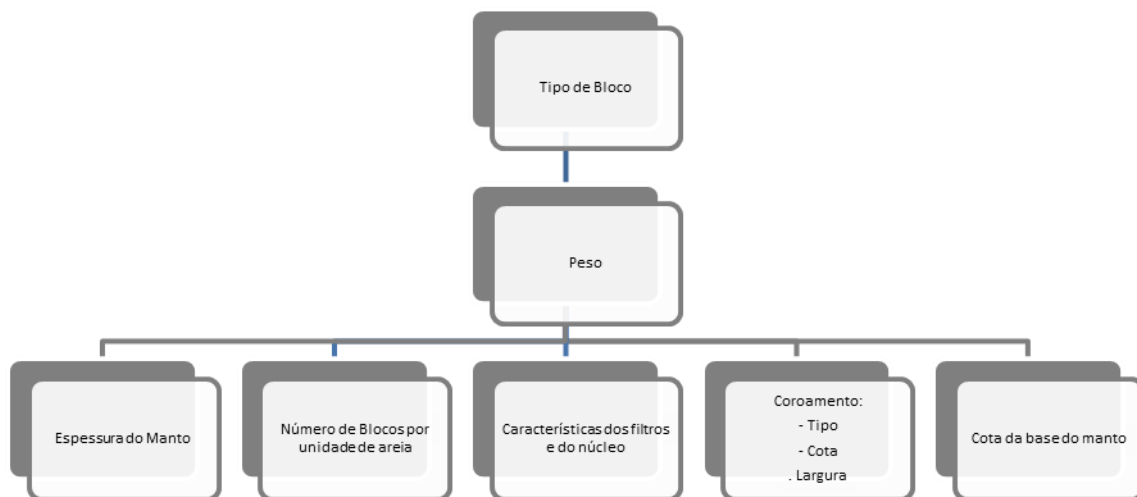 Tipo de Bloco
Peso
Espessura do Manto
Número de Blocos por
unidade de areia
Características dos filtros
e do núcleo
Coroamento:
- Tipo
- Cota
. Largura
Cota da base do manto